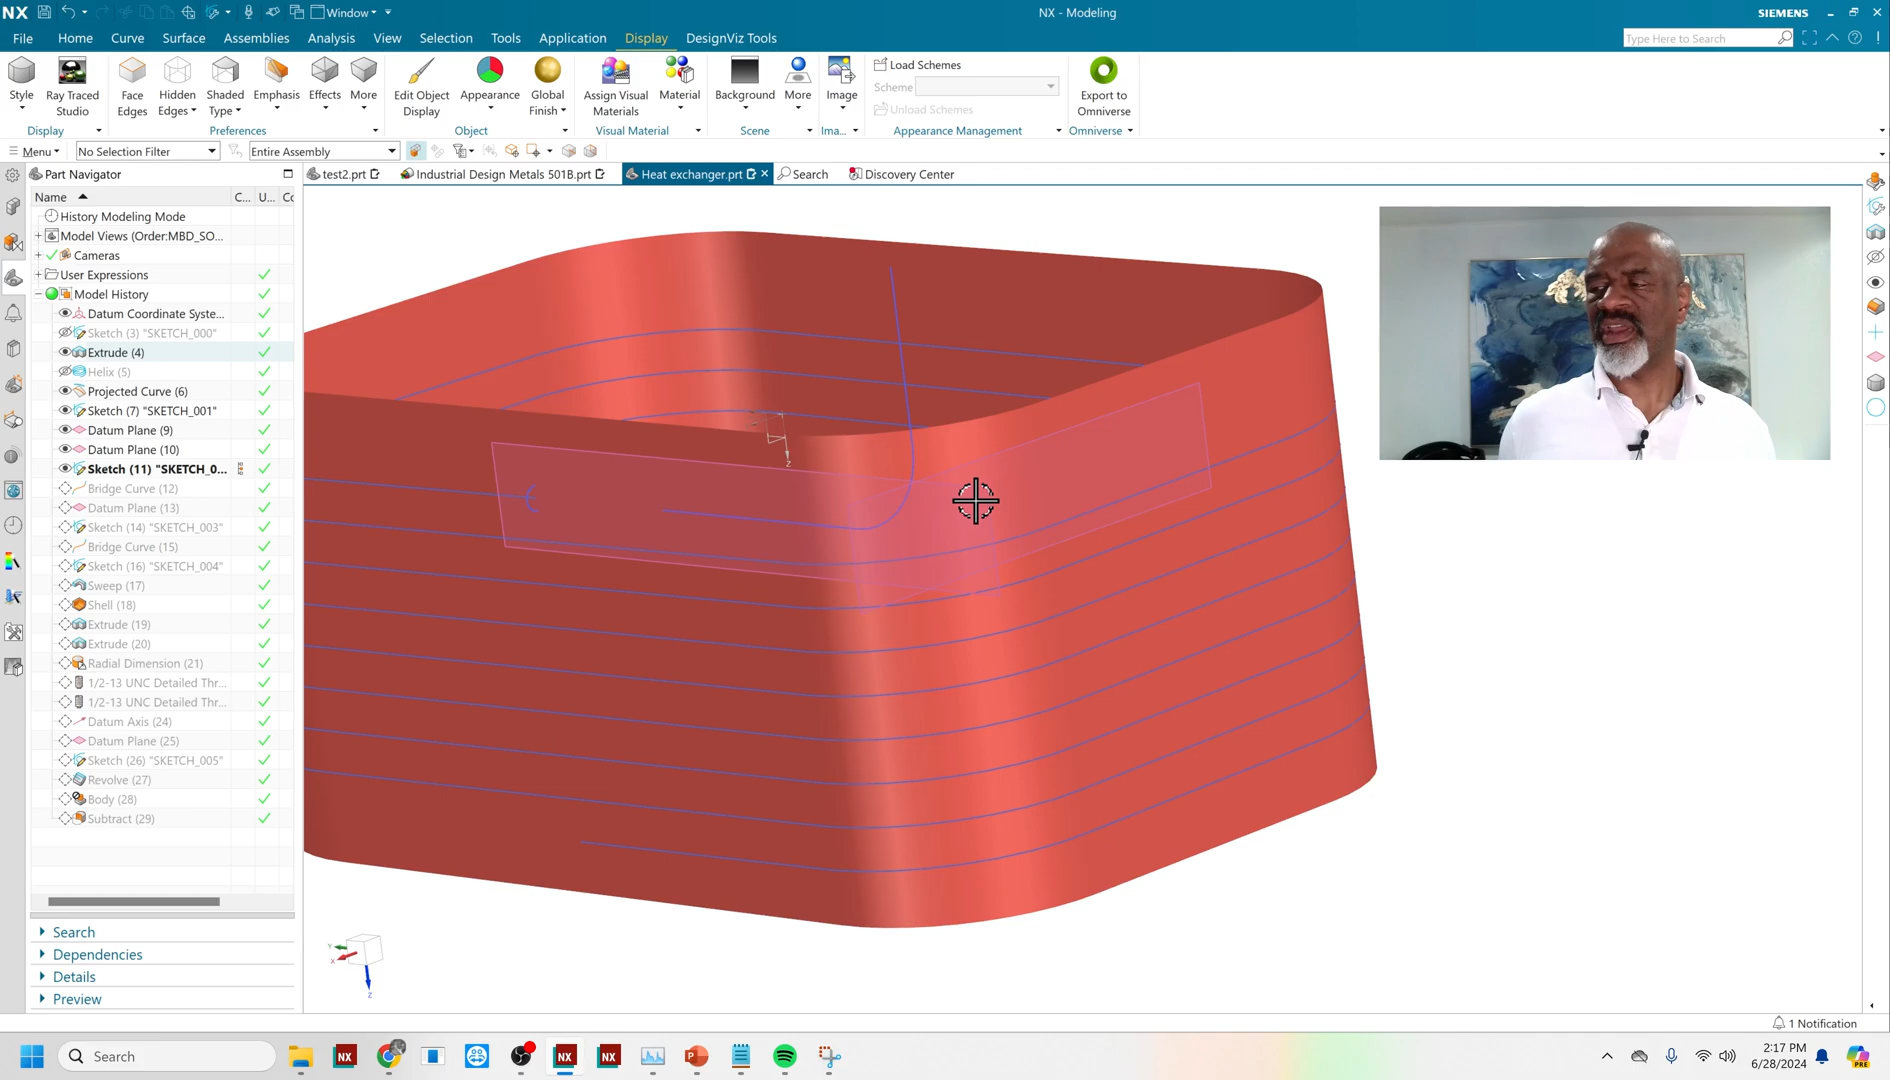 NX
Window
NX - Modeling
SIEMENS
File Home Curve Surface Assemblies Analysis View Selection Tools Application Display DesignViz Tools
Type Here to Search
Style
Ray Traced Studio
Face Edges
Hidden Edges
Shaded Type
Emphasis
Effects
More
Edit Object Display
Appearance
Global Finish
Assign Visual Materials
Material
Background
More
Image
Load Schemes
Scheme
Unload Schemes
Export to Omniverse
Display Preferences Object Visual Material Scene Ima... Appearance Management Omniverse
Menu No Selection Filter Entire Assembly
Part Navigator
test2.prt Industrial Design Metals 501B.prt Heat exchanger.prt Search Discovery Center
Name C... U... Co
History Modeling Mode
Model Views (Order:MBD_SO...
Cameras
User Expressions
Model History
Datum Coordinate Syste...
Sketch (3) "SKETCH_000"
Extrude (4)
Helix (5)
Projected Curve (6)
Sketch (7) "SKETCH_001"
Datum Plane (9)
Datum Plane (10)
Sketch (11) "SKETCH_0...
Bridge Curve (12)
Datum Plane (13)
Sketch (14) "SKETCH_003"
Bridge Curve (15)
Sketch (16) "SKETCH_004"
Sweep (17)
Shell (18)
Extrude (19)
Extrude (20)
Radial Dimension (21)
1/2-13 UNC Detailed Thr...
1/2-13 UNC Detailed Thr...
Datum Axis (24)
Datum Plane (25)
Sketch (26) "SKETCH_005"
Revolve (27)
Body (28)
Subtract (29)
Search
Dependencies
Details
Preview
Z
Y
X
Z
1 Notification
Search
NX
NX
NX
2:17 PM
6/28/2024
PRE